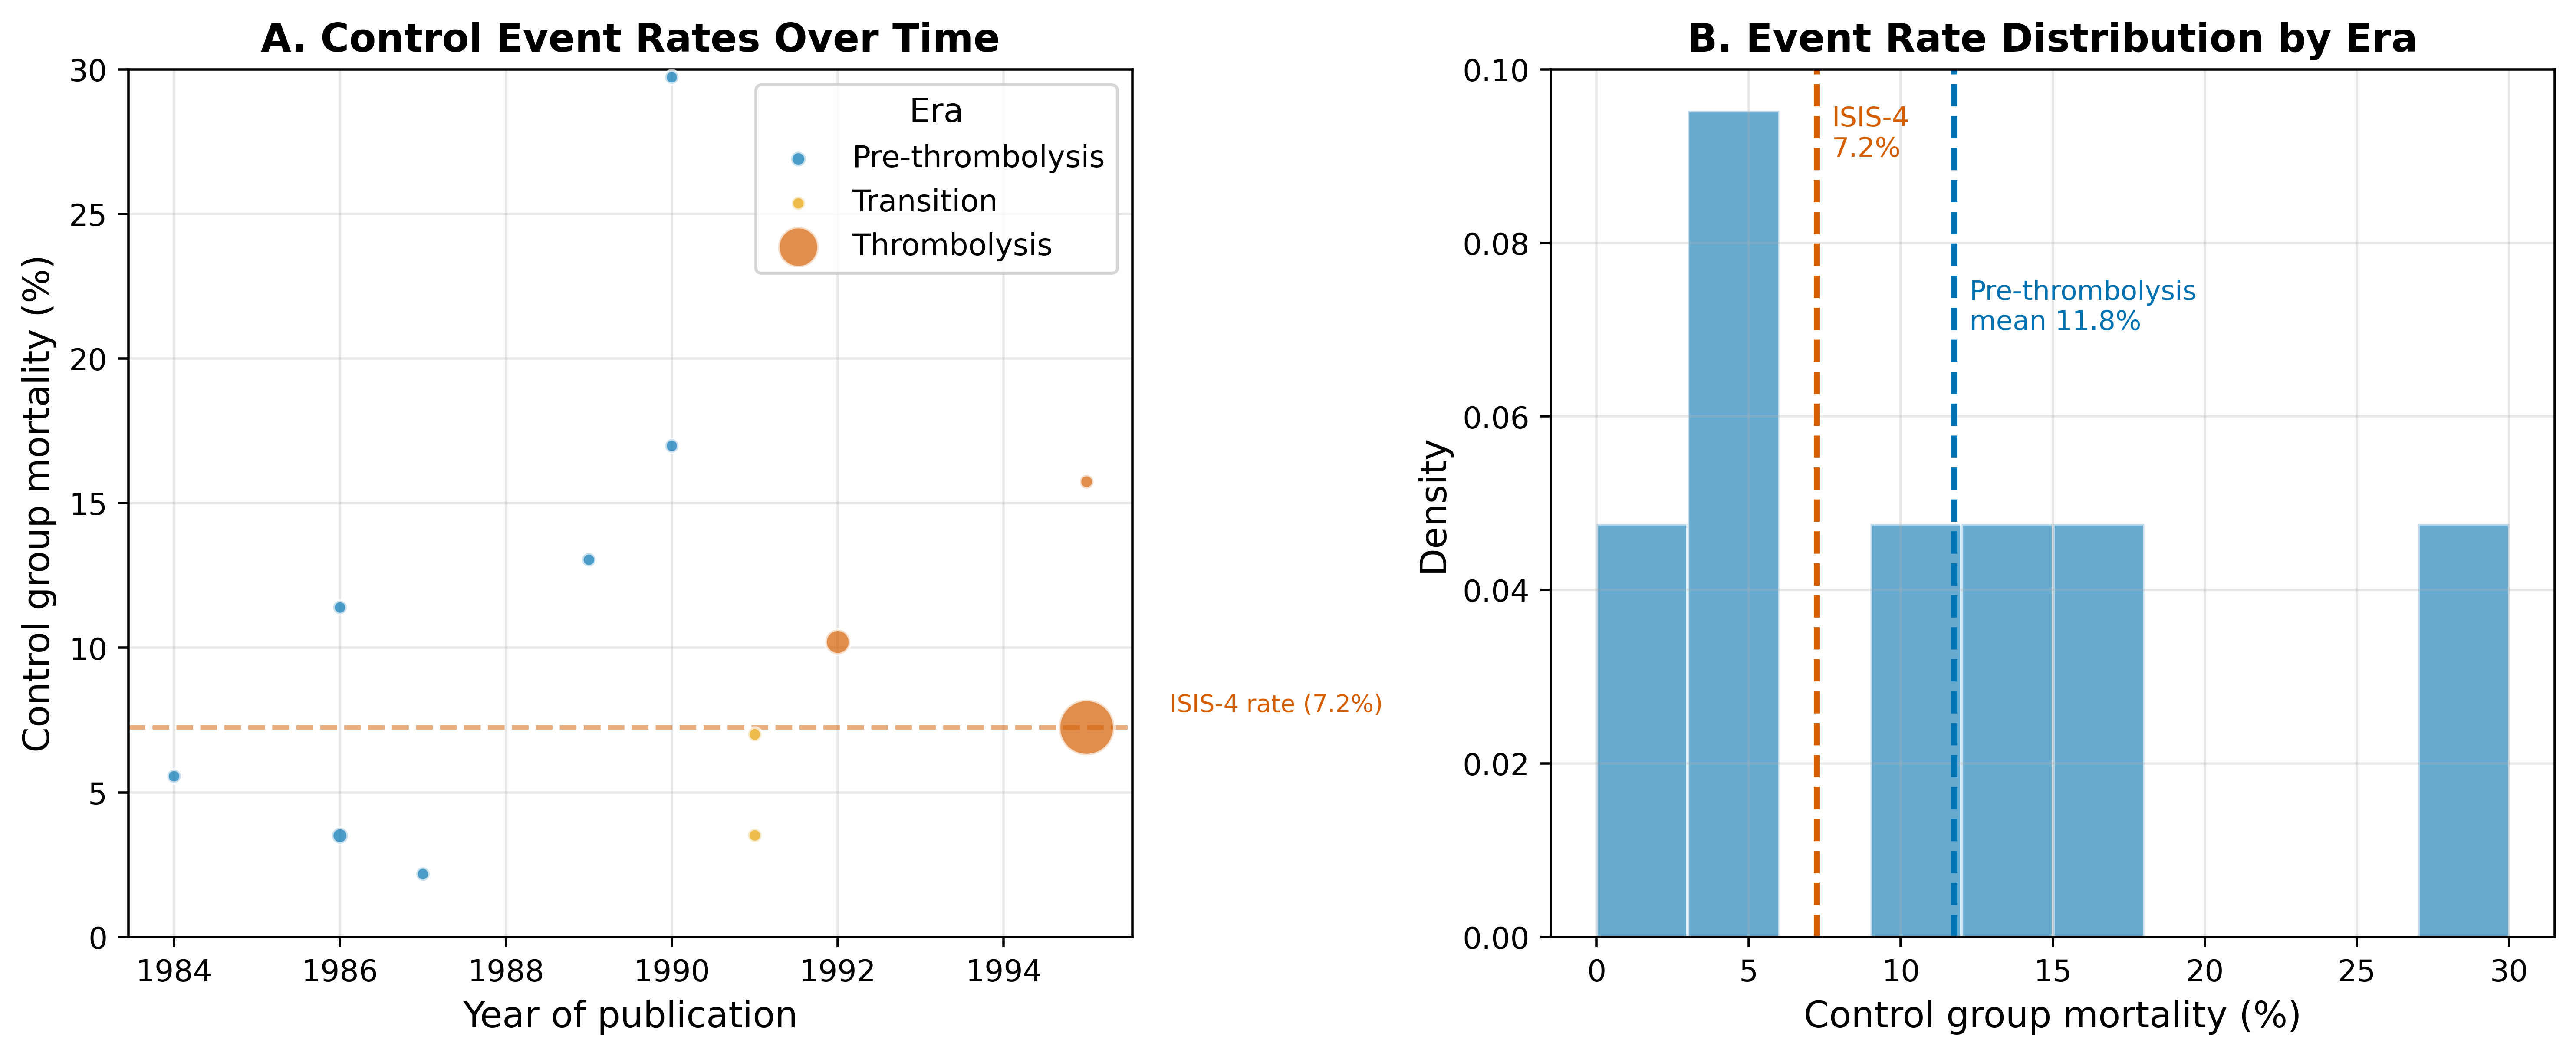 A. Control Event Rates Over Time
Control group mortality (%)
30
25
20
15
10
5
0
Era
Pre-thrombolysis
Transition
Thrombolysis
ISIS-4 rate (7.2%)
1984
1986
1988
1990
1992
1994
Year of publication
B. Event Rate Distribution by Era
Density
0.10
0.08
0.06
0.04
0.02
0.00
ISIS-4
7.2%
Pre-thrombolysis
mean 11.8%
0
5
10
15
20
25
30
Control group mortality (%)